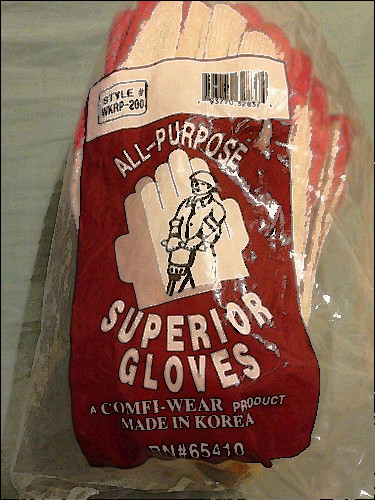 STYLE #
WKRP-200
ALL-PURPOSE
SUPERIOR
GLOVES
A COMFI-WEAR PRODUCT
MADE IN KOREA
RN#65410